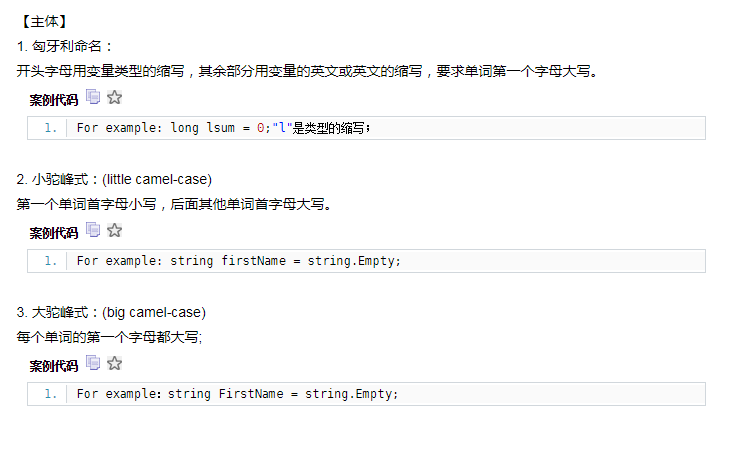 【主体】
1. 匈牙利命名：
开头字母用变量类型的缩写，其余部分用变量的英文或英文的缩写，要求单词第一个字母大写。
案例代码
1. For example: long lsum = 0;"l"是类型的缩写；
2. 小驼峰式：(little camel-case)
第一个单词首字母小写，后面其他单词首字母大写。
案例代码
1. For example: string firstName = string.Empty;
3. 大驼峰式：(big camel-case)
每个单词的第一个字母都大写;
案例代码
1. For example：string FirstName = string.Empty;